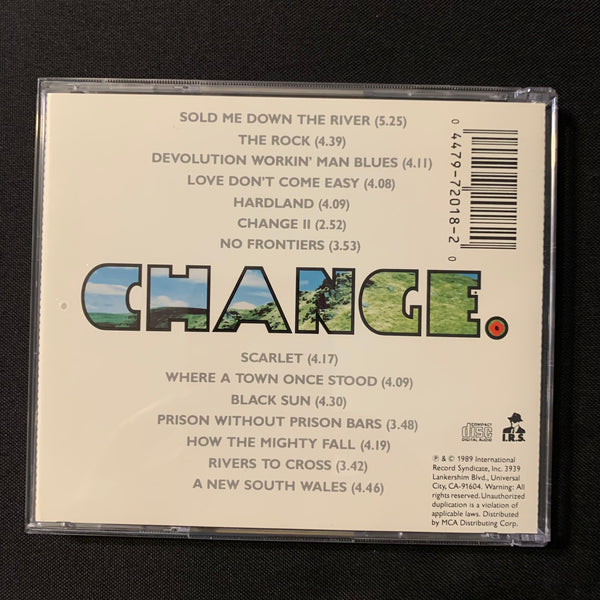 SOLD ME DOWN THE RIVER (5.25)
THE ROCK (4.39)
DEVOLUTION WORKIN' MAN BLUES (4.11)
LOVE DON'T COME EASY (4.08)
HARDLAND (4.09)
CHANGE II (2.52)
NO FRONTIERS (3.53)
0 4479-72018-2 0
CHANGE.
SCARLET (4.17)
WHERE A TOWN ONCE STOOD (4.09)
BLACK SUN (4.30)
PRISON WITHOUT PRISON BARS (3.48)
HOW THE MIGHTY FALL (4.19)
RIVERS TO CROSS (3.42)
A NEW SOUTH WALES (4.46)
COMPACT
disc
DIGITAL AUDIO
I.R.S.
℗ & © 1989 International
Record Syndicate, Inc. 3939
Lankershim Blvd., Universal
City, CA-91604. Warning: All
rights reserved. Unauthorized
duplication is a violation of
applicable laws. Distributed
by MCA Distributing Corp.